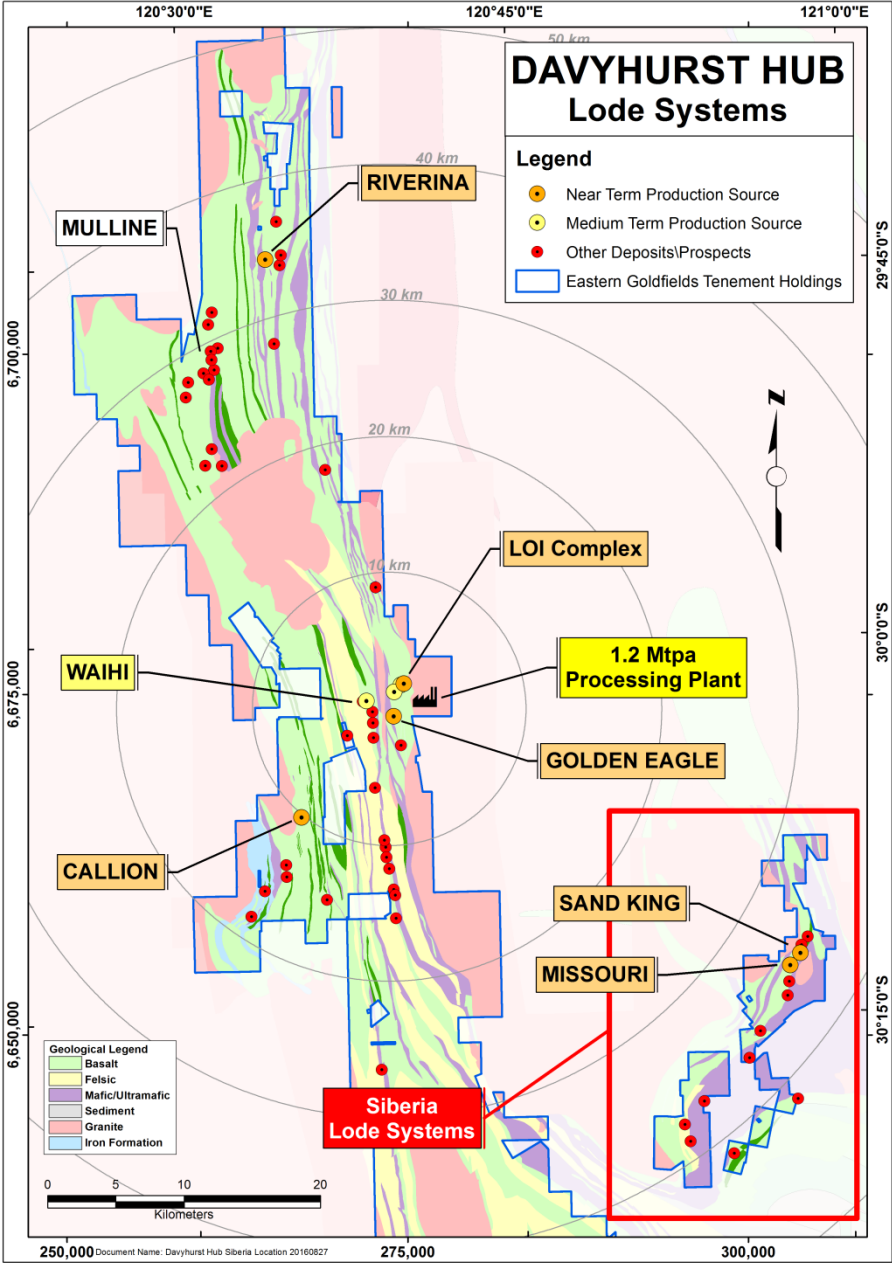 120°30'0"E
120°45'0"E
121°0'0"E
50 km
DAVYHURST HUB
Lode Systems
Legend
Near Term Production Source
Medium Term Production Source
Other Deposits\Prospects
Eastern Goldfields Tenement Holdings
40 km
RIVERINA
MULLINE
29°45'0"S
30 km
6,700,000
20 km
N
LOI Complex
10 km
30°0'0"S
WAIHI
1.2 Mtpa
Processing Plant
6,675,000
GOLDEN EAGLE
CALLION
SAND KING
MISSOURI
30°15'0"S
6,650,000
Geological Legend
Basalt
Felsic
Mafic/Ultramafic
Sediment
Granite
Iron Formation
Siberia
Lode Systems
0 5 10 20
Kilometers
250,000
Document Name: Davyhurst Hub Siberia Location 20160827
275,000
300,000